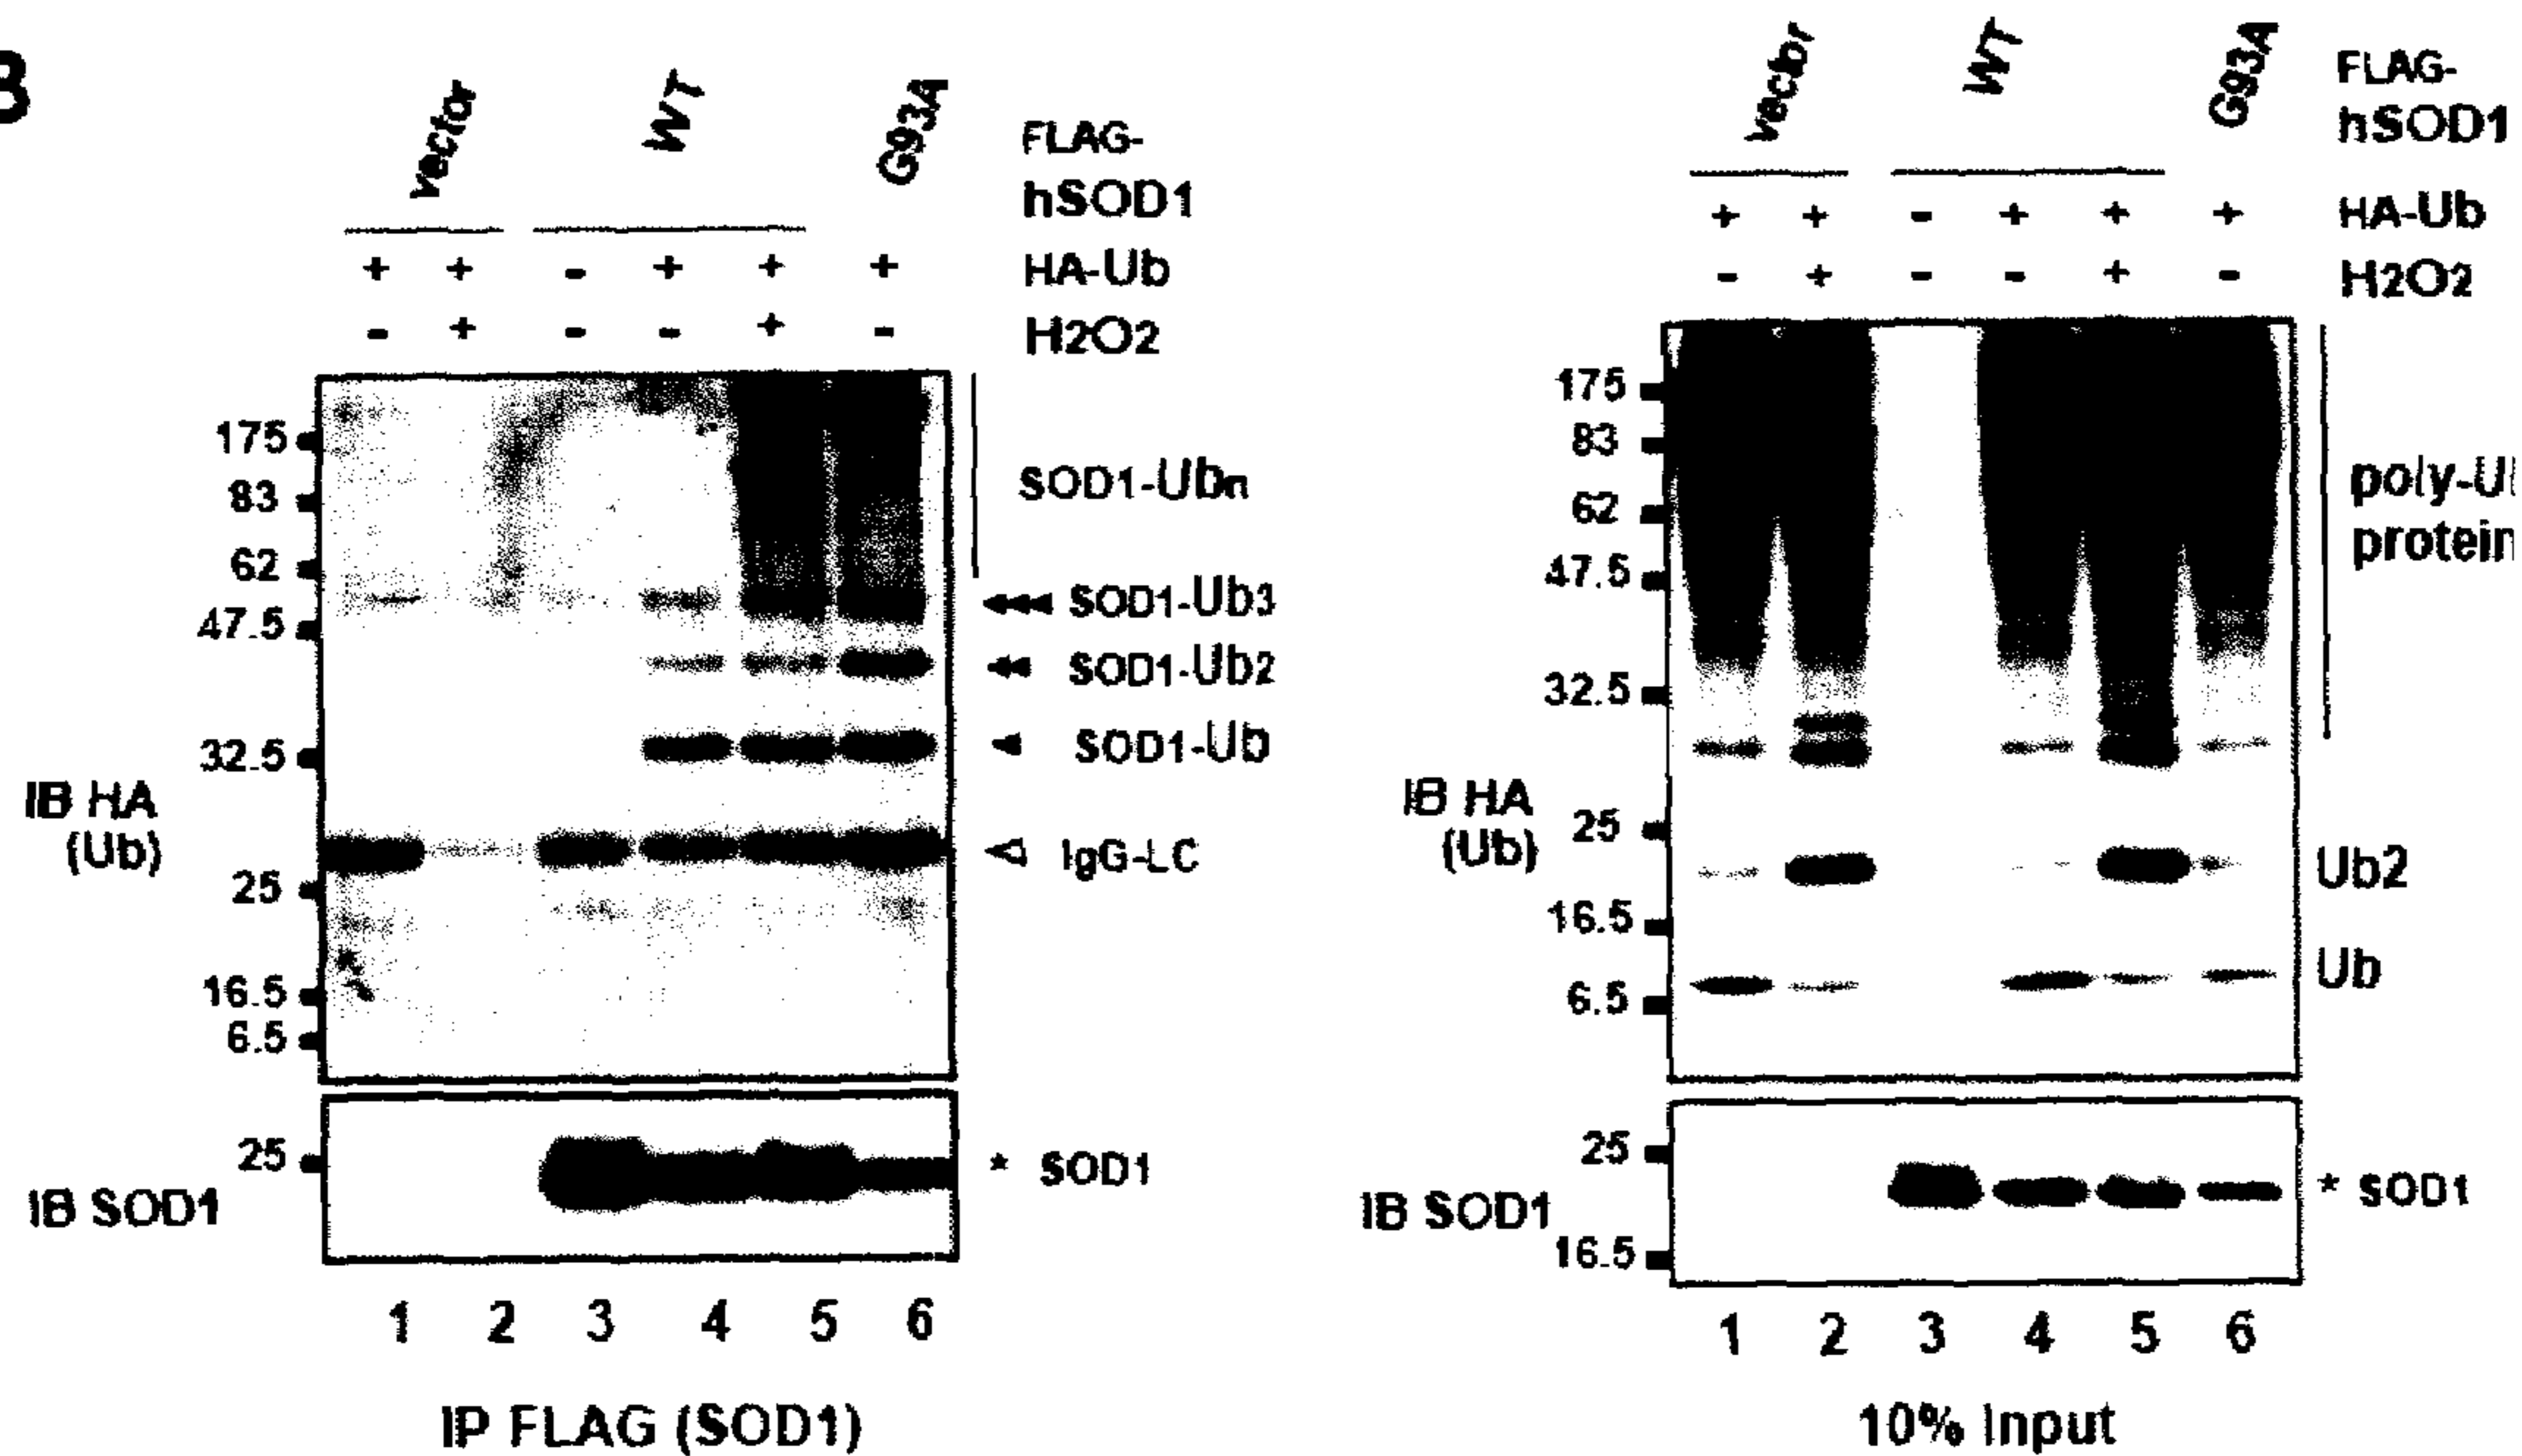 B
vector WT G93A FLAG-
hSOD1
+ + - + + + HA-Ub
- + - - + - H2O2
175
83
62
47.5
32.5
25
16.5
6.5
IB HA
(Ub)
SOD1-Ubn
SOD1-Ub3
SOD1-Ub2
SOD1-Ub
IgG-LC
25
IB SOD1
* SOD1
1 2 3 4 5 6
IP FLAG (SOD1)
vector WT G93A FLAG-
hSOD1
+ + - + + + HA-Ub
- + - - + - H2O2
175
83
62
47.5
32.5
25
16.5
6.5
IB HA
(Ub)
poly-U
protein
Ub2
Ub
25
16.5
IB SOD1
* SOD1
1 2 3 4 5 6
10% Input